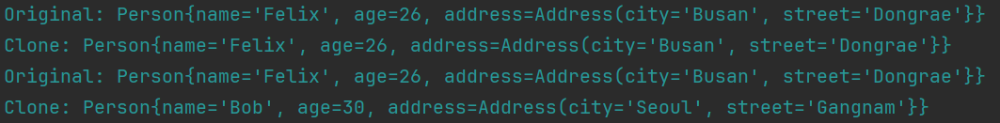 Original: Person{name='Felix', age=26, address=Address(city='Busan', street='Dongrae'}}
Clone: Person{name='Felix', age=26, address=Address(city='Busan', street='Dongrae'}}
Original: Person{name='Felix', age=26, address=Address(city='Busan', street='Dongrae'}}
Clone: Person{name='Bob', age=30, address=Address(city='Seoul', street='Gangnam'}}